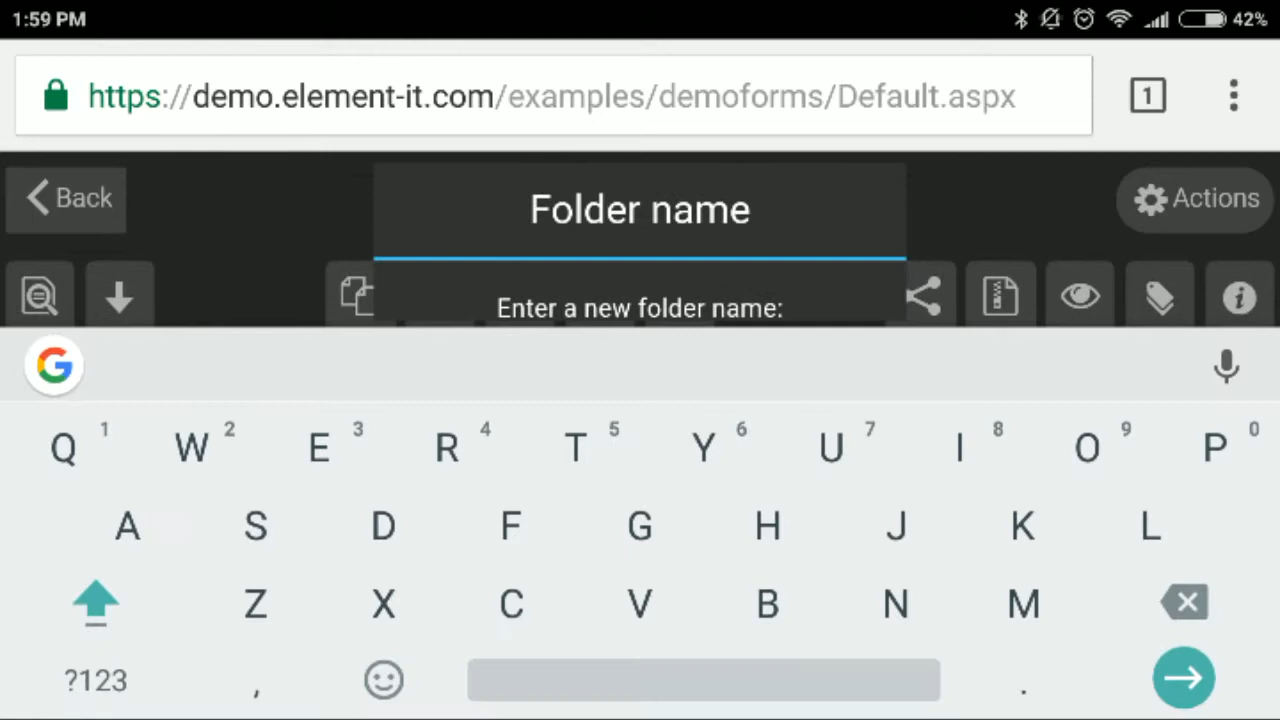 1:59 PM 42%
https://demo.element-it.com/examples/demoforms/Default.aspx 1
Back Folder name Actions
Enter a new folder name:
Q 1 W 2 E 3 R 4 T 5 Y 6 U 7 I 8 O 9 P 0
A S D F G H J K L
Z X C V B N M
?123 , .